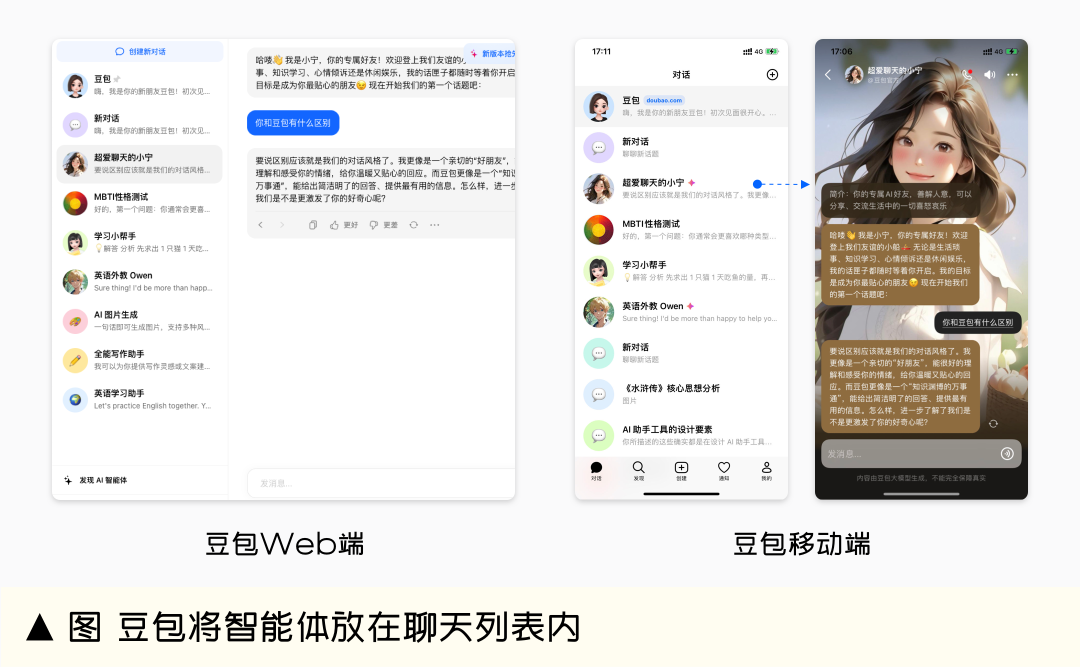 创建新对话
豆包
嗨，我是你的新朋友豆包！初次见...
新对话
嗨，我是你的新朋友豆包！初次见...
超爱聊天的小宁
要说区别应该就是我们的对话风格...
MBTI性格测试
好的，第一个问题：你通常会更喜...
学习小帮手
💡解答 分析 先求出 1 只猫 1 天吃...
英语外教 Owen
Sure thing! I'd be more than happ...
AI 图片生成
一句话即可生成图片，支持多种风...
全能写作助手
我可以为你提供写作灵感或文案建...
英语学习助手
Let's practice English together. Y...
发现 AI 智能体
新版本抢先
哈喽👋 我是小宁，你的专属好友！欢迎登上我们友谊的小
事、知识学习、心情倾诉还是休闲娱乐，我的话匣子都随时等着你开启
目标是成为你最贴心的朋友😉 现在开始我们的第一个话题吧：
你和豆包有什么区别
要说区别应该就是我们的对话风格了。我更像是一个亲切的“好朋友”，
理解和感受你的情绪，给你温暖又贴心的回应。而豆包更像是一个“知识
万事通”，能给出简洁明了的回答、提供最有用的信息。怎么样，进一步
我们是不是更激发了你的好奇心呢？
更好
更差
发消息...
17:11
4G
对话
豆包 doubao.com
嗨，我是你的新朋友豆包！初次见面很开心。...
新对话
聊聊新话题
超爱聊天的小宁
要说区别应该就是我们的对话风格了。我更像...
MBTI 性格测试
好的，第一个问题：你通常会更喜欢哪种类型...
学习小帮手
💡解答 分析 先求出 1 只猫 1 天吃鱼的量，再...
英语外教 Owen
Sure thing! I'd be more than happy to help yo...
新对话
聊聊新话题
《水浒传》核心思想分析
图片
AI 助手工具的设计要素
你所描述的这些确实都是在设计 AI 助手工具...
对话
发现
创建
通知
我的
17:06
4G
超爱聊天的小宁
简介：你的专属 AI 好友，善解人意，可以
分享、交流生活中的一切喜怒哀乐
哈喽👋 我是小宁，你的专属好友！欢迎
登上我们友谊的小船🚣 无论是生活琐
事、知识学习、心情倾诉还是休闲娱乐，
我的话匣子都随时等着你开启。我的目标
是成为你最贴心的朋友😉 现在开始我们
的第一个话题吧：
你和豆包有什么区别
要说区别应该就是我们的对话风格了。我
更像是一个亲切的“好朋友”，能很好的理
解和感受你的情绪，给你温暖又贴心的回
应。而豆包更像是一个“知识渊博的万事
通”，能给出简洁明了的回答、提供最有
用的信息。怎么样，进一步了解了我们是
不是更激发了你的好奇心呢？
发消息...
内容由豆包大模型生成，不能完全保障真实
豆包Web端
豆包移动端
▲ 图 豆包将智能体放在聊天列表内